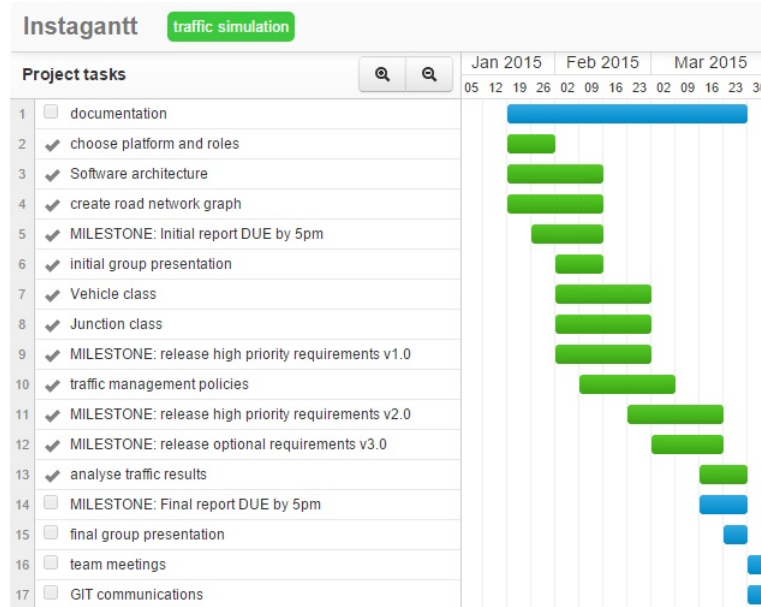 Instagantt traffic simulation
Project tasks
Jan 2015 Feb 2015 Mar 2015
05 12 19 26 02 09 16 23 02 09 16 23
1 documentation
2 choose platform and roles
3 Software architecture
4 create road network graph
5 MILESTONE: Initial report DUE by 5pm
6 initial group presentation
7 Vehicle class
8 Junction class
9 MILESTONE: release high priority requirements v1.0
10 traffic management policies
11 MILESTONE: release high priority requirements v2.0
12 MILESTONE: release optional requirements v3.0
13 analyse traffic results
14 MILESTONE: Final report DUE by 5pm
15 final group presentation
16 team meetings
17 GIT communications